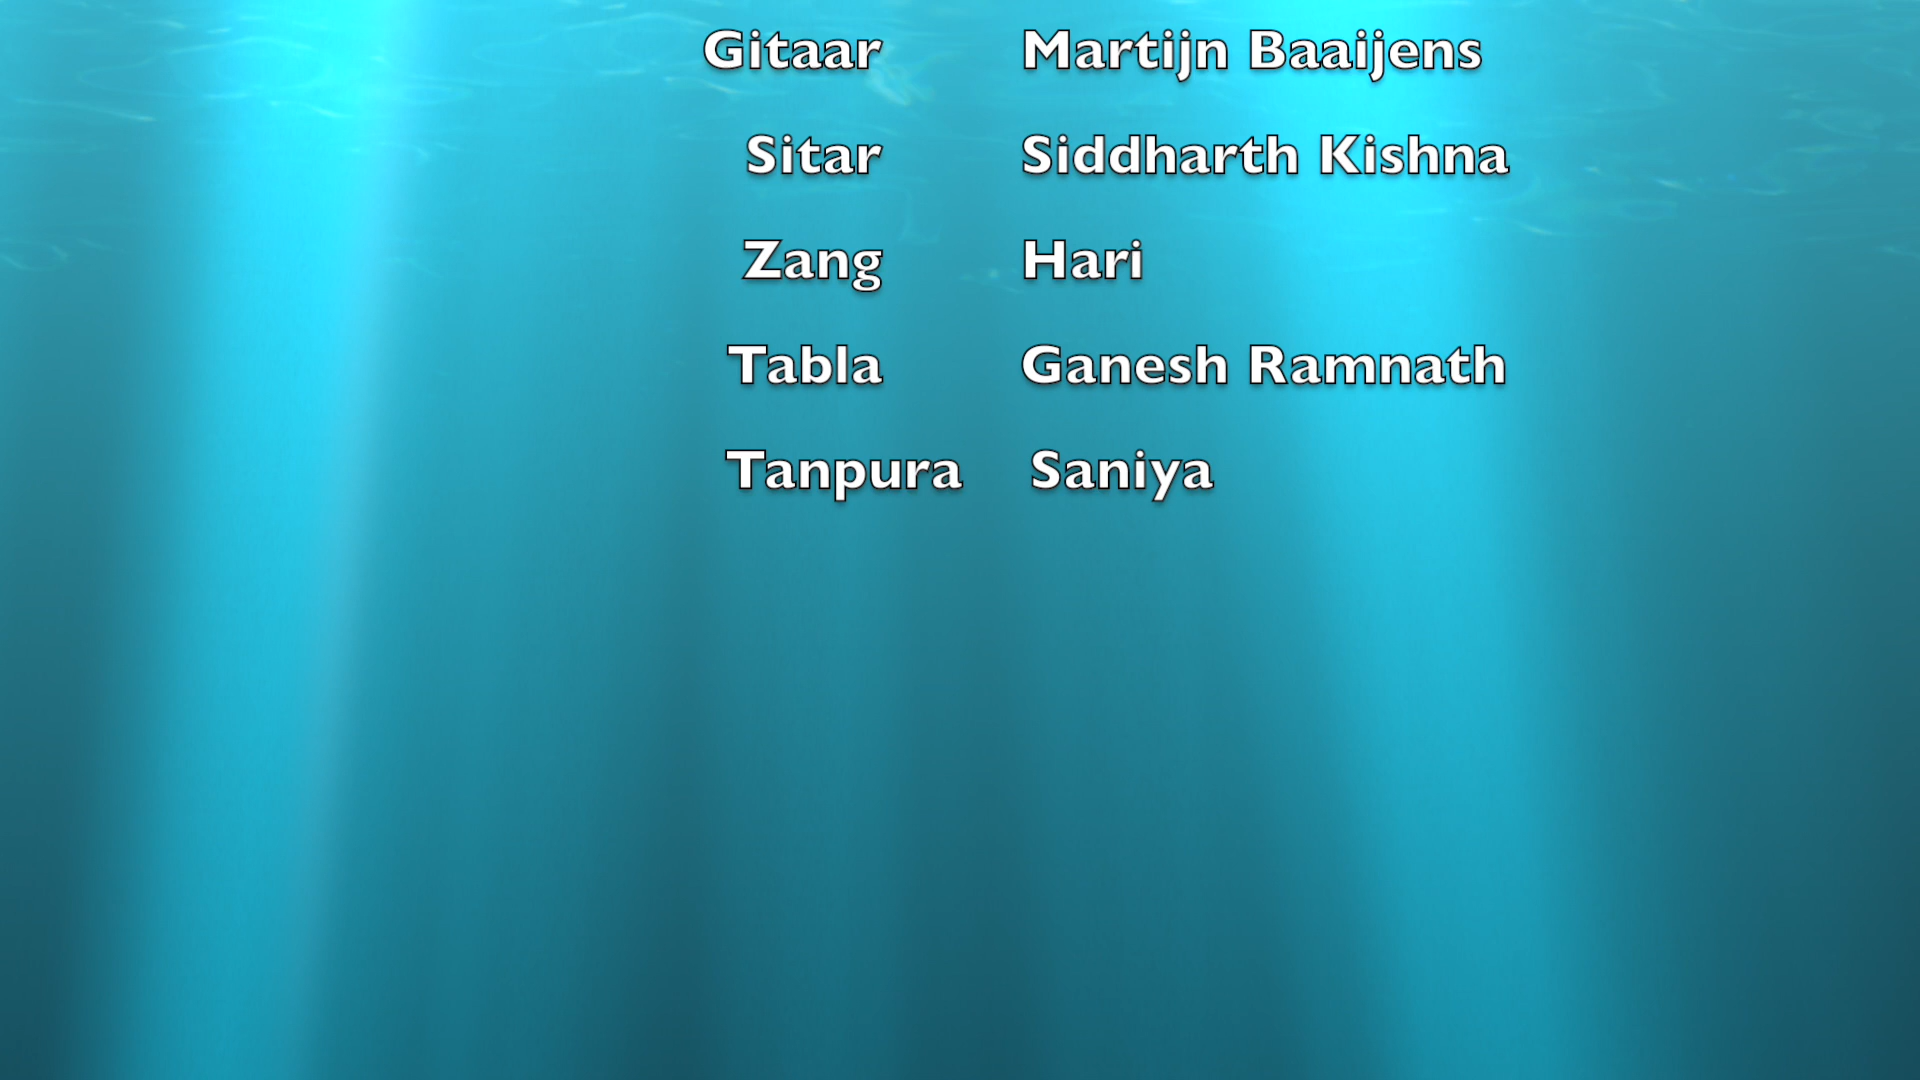 Gitaar Martijn Baaijens
Sitar Siddharth Kishna
Zang Hari
Tabla Ganesh Ramnath
Tanpura Saniya